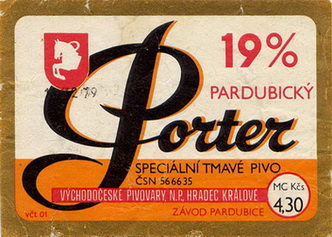 19%
PARDUBICKÝ
Porter
SPECIÁLNÍ TMAVÉ PIVO
ČSN 566635
VÝCHODOČESKÉ PIVOVARY, N.P., HRADEC KRÁLOVÉ
MC Kčs
4,30
VČT 01
ZÁVOD PARDUBICE